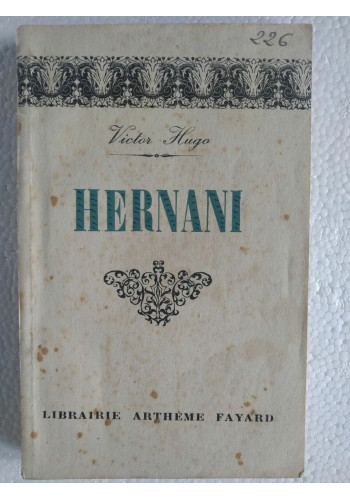 226
Victor Hugo
HERNANI
LIBRAIRIE ARTHÈME FAYARD